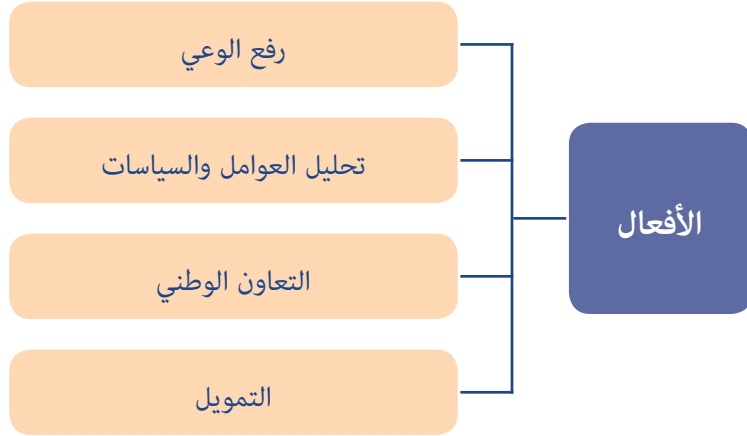 الأفعال
رفع الوعي
تحليل العوامل والسياسات
التعاون الوطني
التمويل